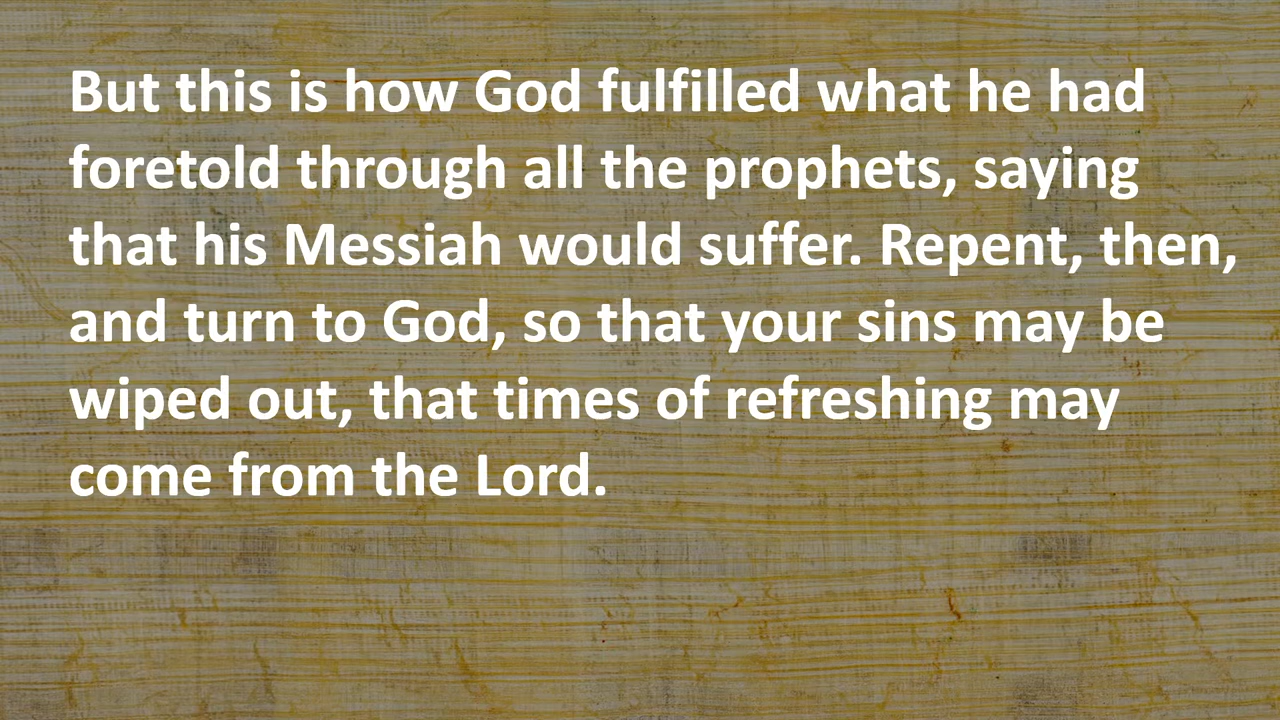 But this is how God fulfilled what he had
foretold through all the prophets, saying
that his Messiah would suffer. Repent, then,
and turn to God, so that your sins may be
wiped out, that times of refreshing may
come from the Lord.